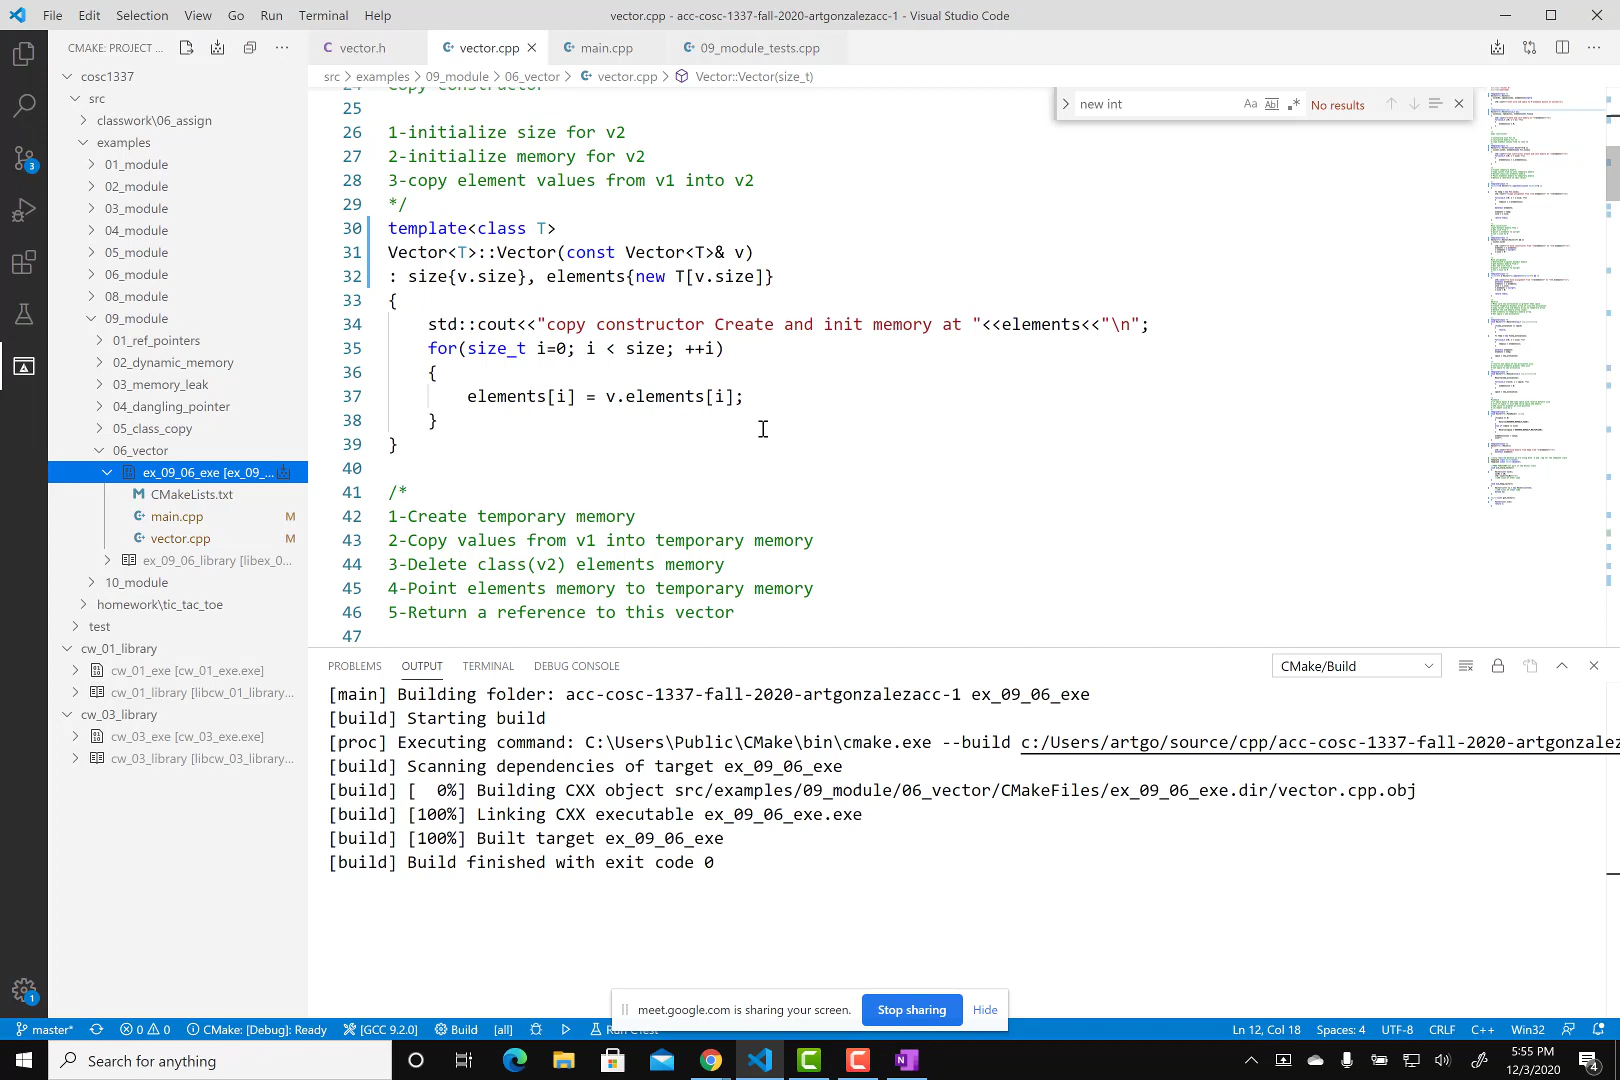 File Edit Selection View Go Run Terminal Help
vector.cpp - acc-cosc-1337-fall-2020-artgonzalezacc-1 - Visual Studio Code
CMAKE: PROJECT ...
vector.h
vector.cpp
main.cpp
09_module_tests.cpp
src > examples > 09_module > 06_vector > vector.cpp > Vector::Vector(size_t)
new int
Aa Abl .*
No results
cosc1337
src
classwork\06_assign
examples
01_module
02_module
03_module
04_module
05_module
06_module
08_module
09_module
01_ref_pointers
02_dynamic_memory
03_memory_leak
04_dangling_pointer
05_class_copy
06_vector
ex_09_06_exe [ex_09_...
CMakeLists.txt
main.cpp M
vector.cpp M
ex_09_06_library [libex_0...
10_module
homework\tic_tac_toe
test
cw_01_library
cw_01_exe [cw_01_exe.exe]
cw_01_library [libcw_01_library...
cw_03_library
cw_03_exe [cw_03_exe.exe]
cw_03_library [libcw_03_library...
3
1
24 Copy constructor
25
26 1-initialize size for v2
27 2-initialize memory for v2
28 3-copy element values from v1 into v2
29 */
30 template<class T>
31 Vector<T>::Vector(const Vector<T>& v)
32 : size{v.size}, elements{new T[v.size]}
33 {
34 std::cout<<"copy constructor Create and init memory at "<<elements<<"\n";
35 for(size_t i=0; i < size; ++i)
36 {
37 elements[i] = v.elements[i];
38 }
39 }
40
41 /*
42 1-Create temporary memory
43 2-Copy values from v1 into temporary memory
44 3-Delete class(v2) elements memory
45 4-Point elements memory to temporary memory
46 5-Return a reference to this vector
47
PROBLEMS OUTPUT TERMINAL DEBUG CONSOLE
CMake/Build
[main] Building folder: acc-cosc-1337-fall-2020-artgonzalezacc-1 ex_09_06_exe
[build] Starting build
[proc] Executing command: C:\Users\Public\CMake\bin\cmake.exe --build c:/Users/artgo/source/cpp/acc-cosc-1337-fall-2020-artgonzalez
[build] Scanning dependencies of target ex_09_06_exe
[build] [  0%] Building CXX object src/examples/09_module/06_vector/CMakeFiles/ex_09_06_exe.dir/vector.cpp.obj
[build] [100%] Linking CXX executable ex_09_06_exe.exe
[build] [100%] Built target ex_09_06_exe
[build] Build finished with exit code 0
meet.google.com is sharing your screen.
Stop sharing
Hide
master*
0 0
CMake: [Debug]: Ready
[GCC 9.2.0]
Build
[all]
Ln 12, Col 18
Spaces: 4
UTF-8
CRLF
C++
Win32
Search for anything
5:55 PM
12/3/2020
4